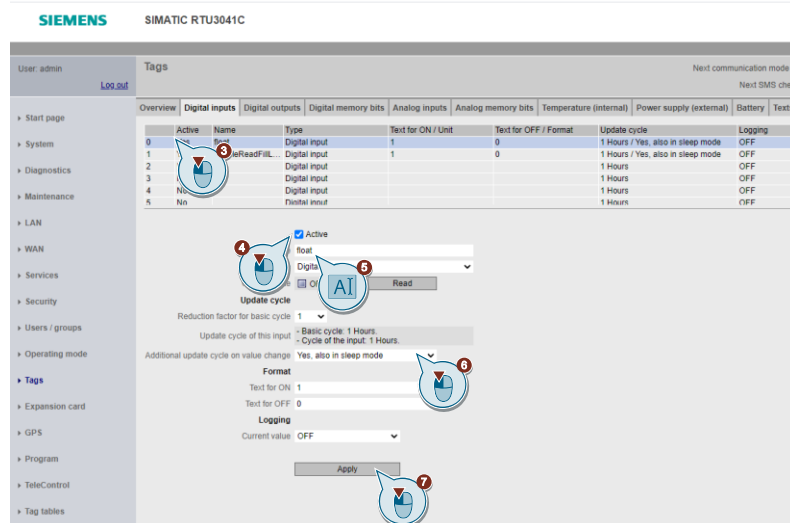 SIEMENS SIMATIC RTU3041C
User: admin
Log out
Tags
Next communication mode
Next SMS che
Overview Digital inputs Digital outputs Digital memory bits Analog inputs Analog memory bits Temperature (internal) Power supply (external) Battery Text
Active Name Type Text for ON / Unit Text for OFF / Format Update cycle Logging
0 float Digital input 1 0 1 Hours / Yes, also in sleep mode OFF
1 Digital input 1 0 1 Hours / Yes, also in sleep mode OFF
2 Digital input 1 Hours OFF
3 Digital input 1 Hours OFF
4 No Digital input 1 Hours OFF
5 No Digital input 1 Hours OFF
3
Start page
System
Diagnostics
Maintenance
LAN
WAN
Services
Security
Users / groups
Operating mode
Tags
Expansion card
GPS
Program
TeleControl
Tag tables
Active
4
float
5
AI
Read
Update cycle
Reduction factor for basic cycle 1
Update cycle of this input - Basic cycle: 1 Hours.
- Cycle of the input: 1 Hours.
Additional update cycle on value change Yes, also in sleep mode
6
Format
Text for ON 1
Text for OFF 0
Logging
Current value OFF
Apply
7